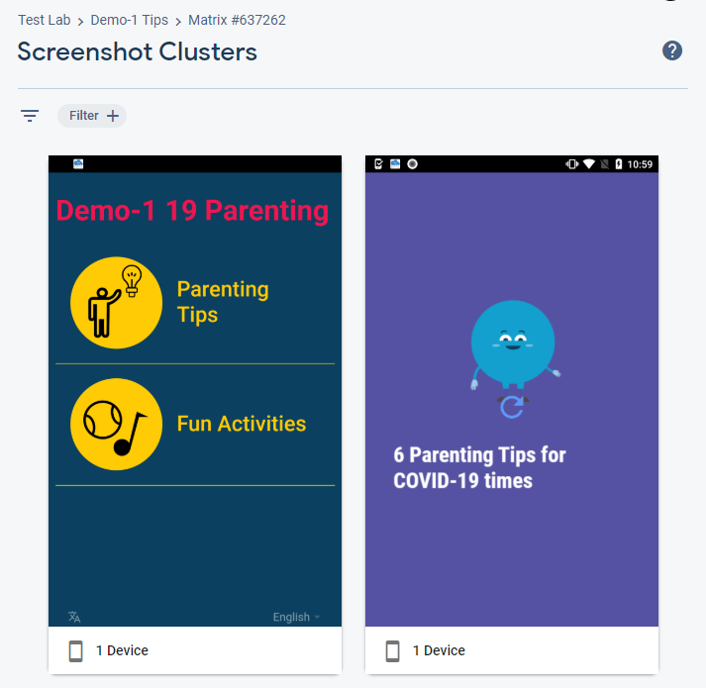 Test Lab > Demo-1 Tips > Matrix #637262
Screenshot Clusters
?
Filter +
Demo-1 19 Parenting
Parenting
Tips
Fun Activities
English
1 Device
10:59
6 Parenting Tips for
COVID-19 times
1 Device